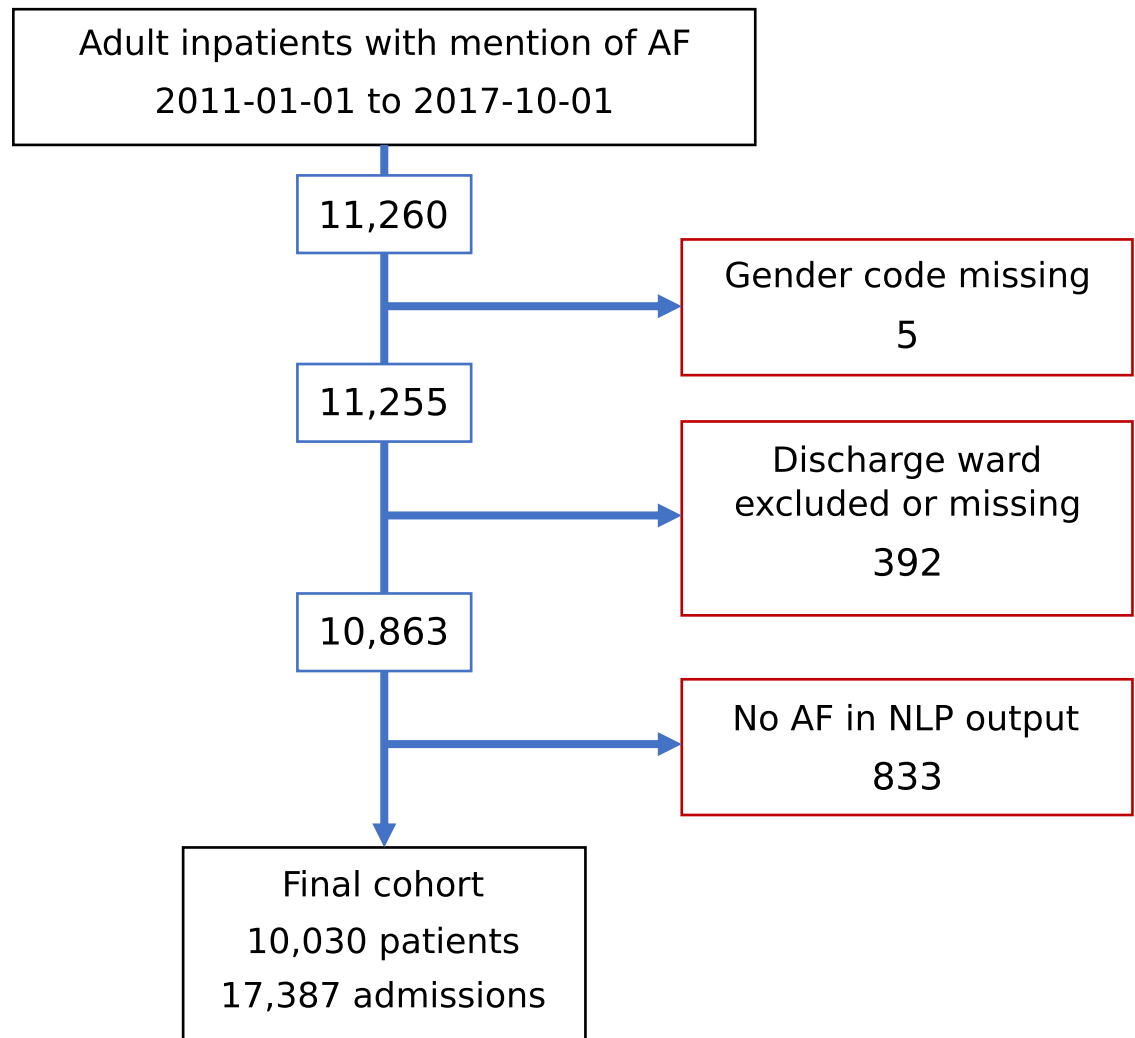 Adult inpatients with mention of AF
2011-01-01 to 2017-10-01
11,260
Gender code missing
5
11,255
Discharge ward
excluded or missing
392
10,863
No AF in NLP output
833
Final cohort
10,030 patients
17,387 admissions